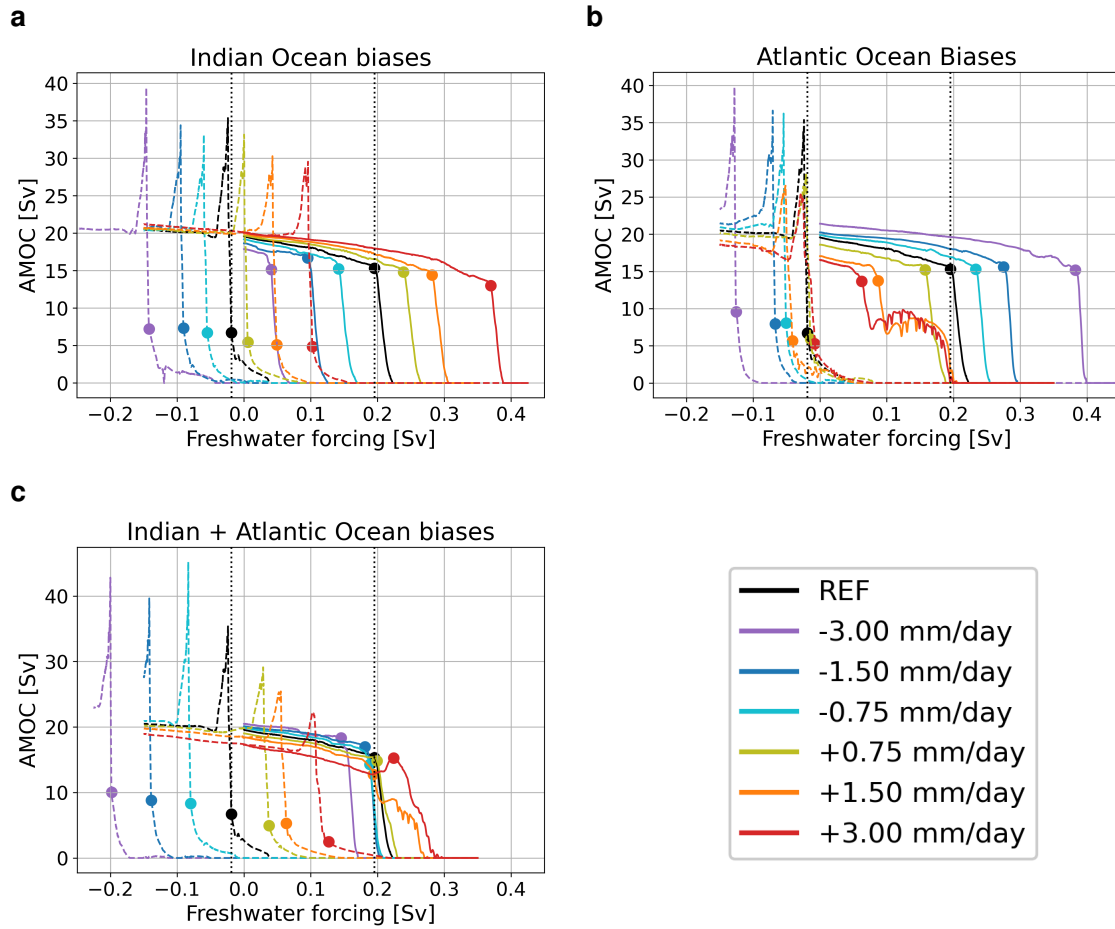 a
Indian Ocean biases
AMOC [Sv]
40
35
30
25
20
15
10
5
0
−0.2 −0.1 0.0 0.1 0.2 0.3 0.4
Freshwater forcing [Sv]
b
Atlantic Ocean Biases
AMOC [Sv]
40
35
30
25
20
15
10
5
0
−0.2 −0.1 0.0 0.1 0.2 0.3 0.4
Freshwater forcing [Sv]
c
Indian + Atlantic Ocean biases
AMOC [Sv]
40
30
20
10
0
−0.2 −0.1 0.0 0.1 0.2 0.3 0.4
Freshwater forcing [Sv]
REF
-3.00 mm/day
-1.50 mm/day
-0.75 mm/day
+0.75 mm/day
+1.50 mm/day
+3.00 mm/day